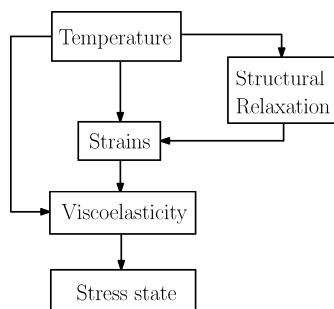 Temperature
Structural
Relaxation
Strains
Viscoelasticity
Stress state